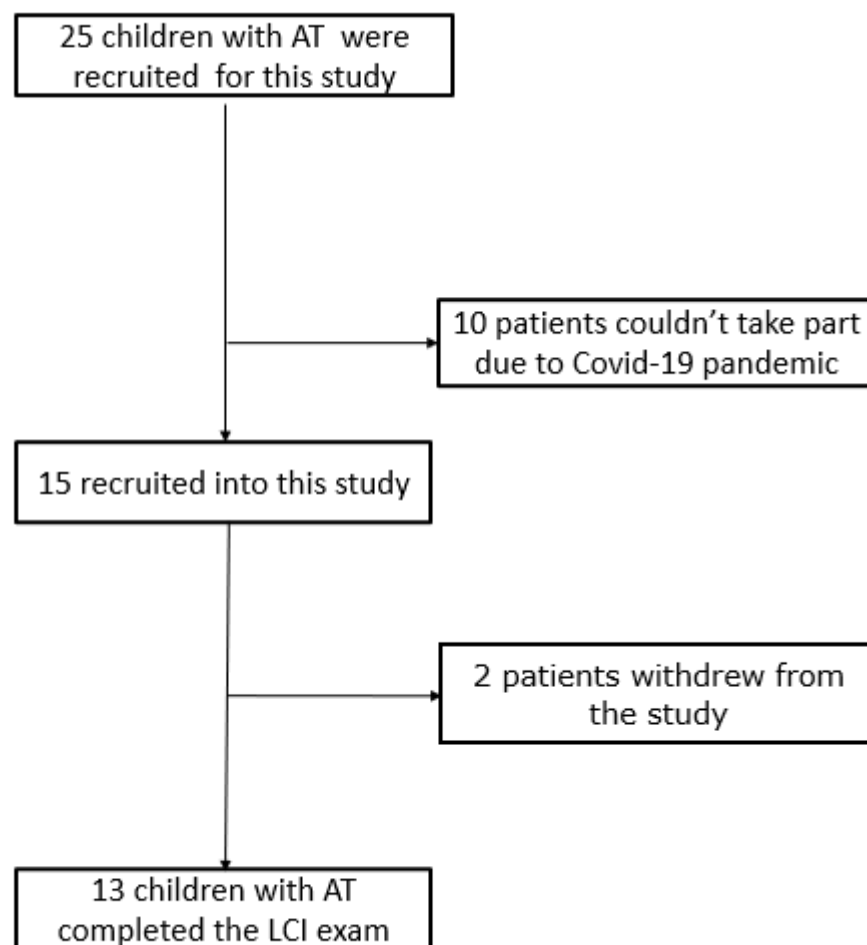 25 children with AT were
recruited for this study
10 patients couldn’t take part
due to Covid-19 pandemic
15 recruited into this study
2 patients withdrew from
the study
13 children with AT
completed the LCI exam